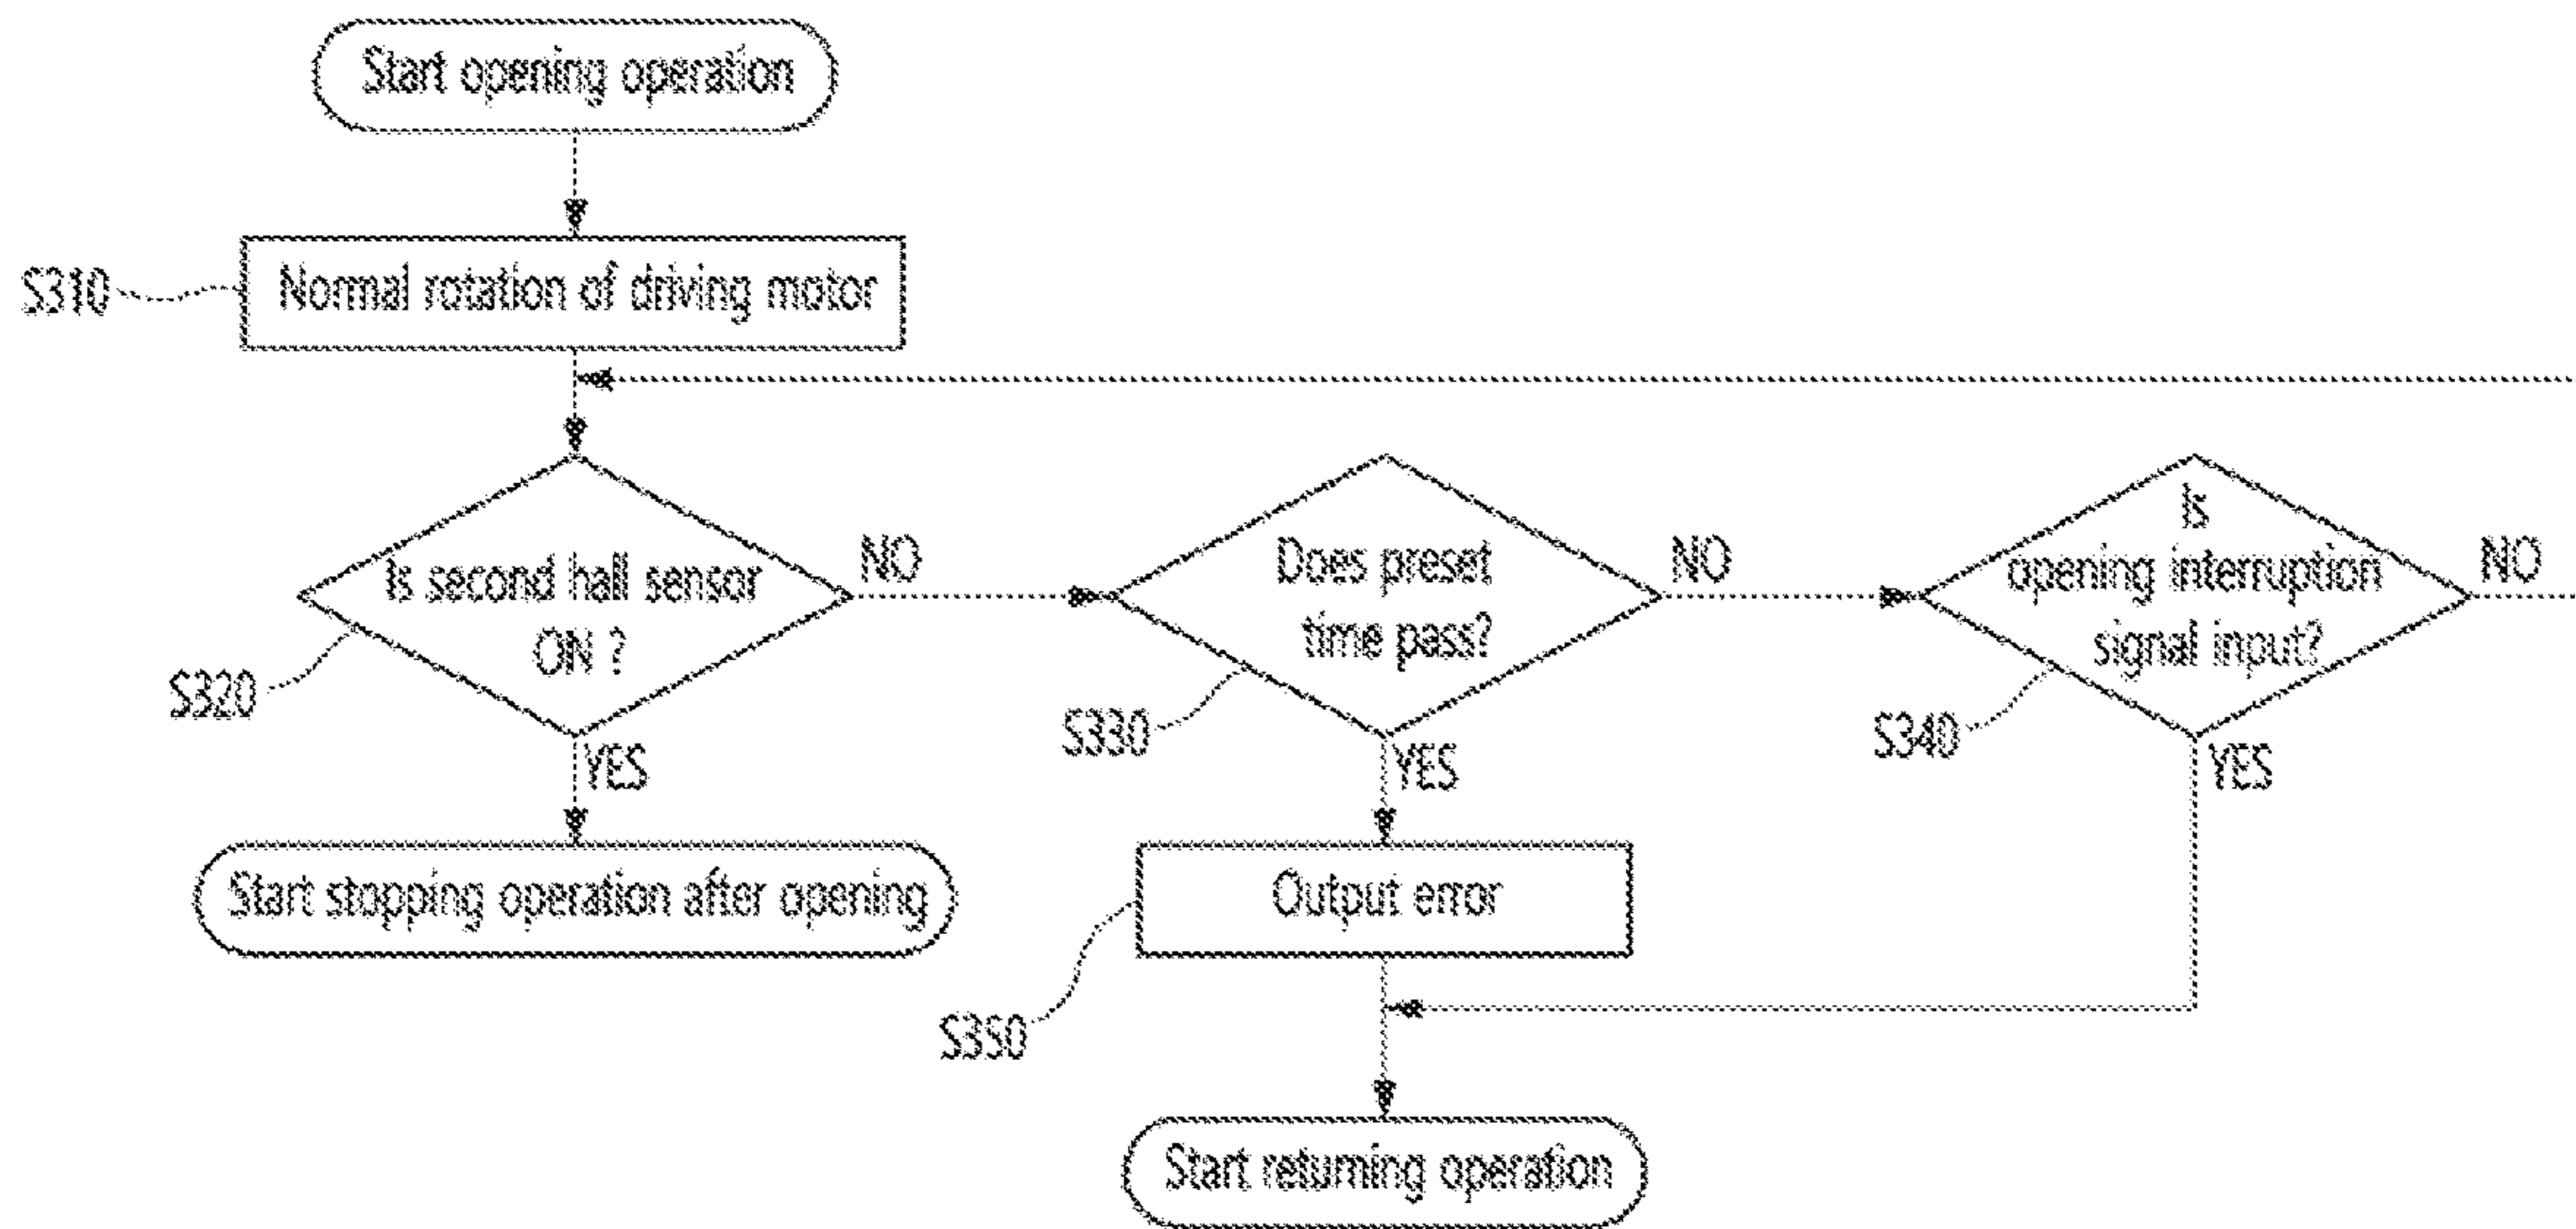 Start opening operation
S310
Normal rotation of driving motor
Is second hall sensor
ON ?
NO
S320
YES
Does preset
time pass?
NO
S330
YES
Is
opening interruption
signal input?
NO
S340
YES
Start stopping operation after opening
Output error
S350
Start returning operation